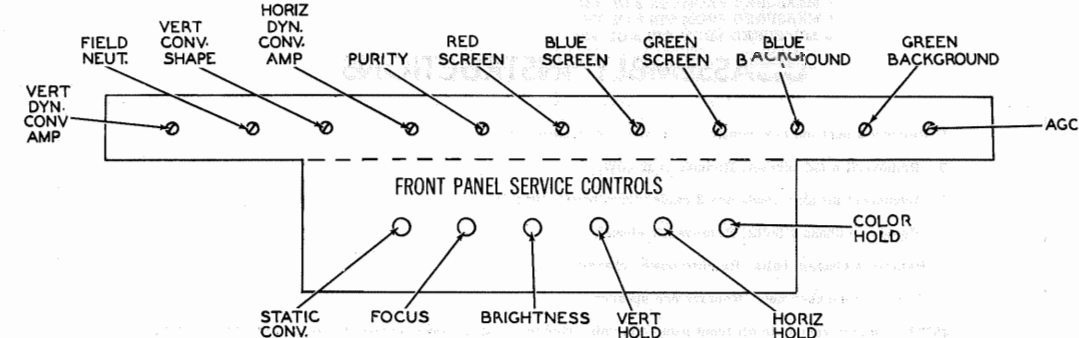 VERT
DYN.
CONV
AMP
FIELD
NEUT.
VERT
CONV.
SHAPE
HORIZ
DYN.
CONV.
AMP
PURITY
RED
SCREEN
BLUE
SCREEN
GREEN
SCREEN
BLUE
BACKGROUND
GREEN
BACKGROUND
AGC
FRONT PANEL SERVICE CONTROLS
COLOR
HOLD
STATIC
CONV.
FOCUS
BRIGHTNESS
VERT
HOLD
HORIZ
HOLD